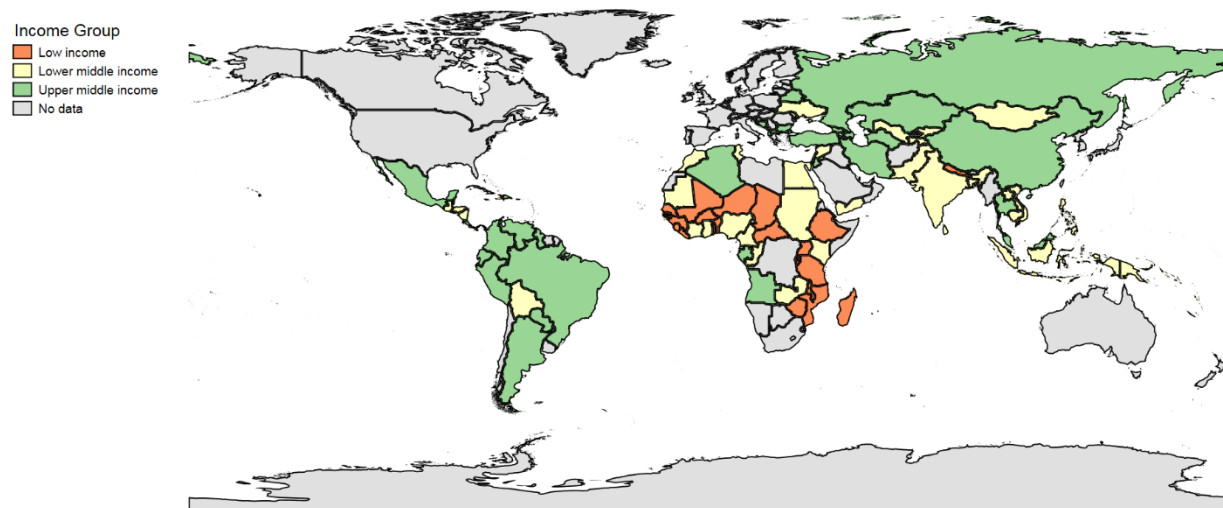 Income Group
Low income
Lower middle income
Upper middle income
No data